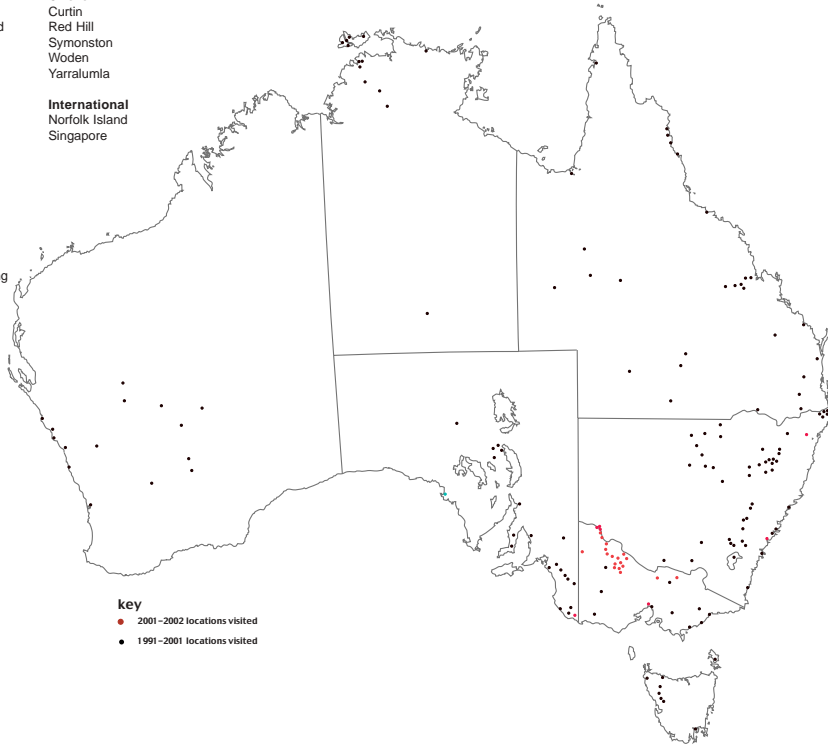 Curtin
Red Hill
Symonston
Woden
Yarralumla
International
Norfolk Island
Singapore
key
2001–2002 locations visited
1991–2001 locations visited